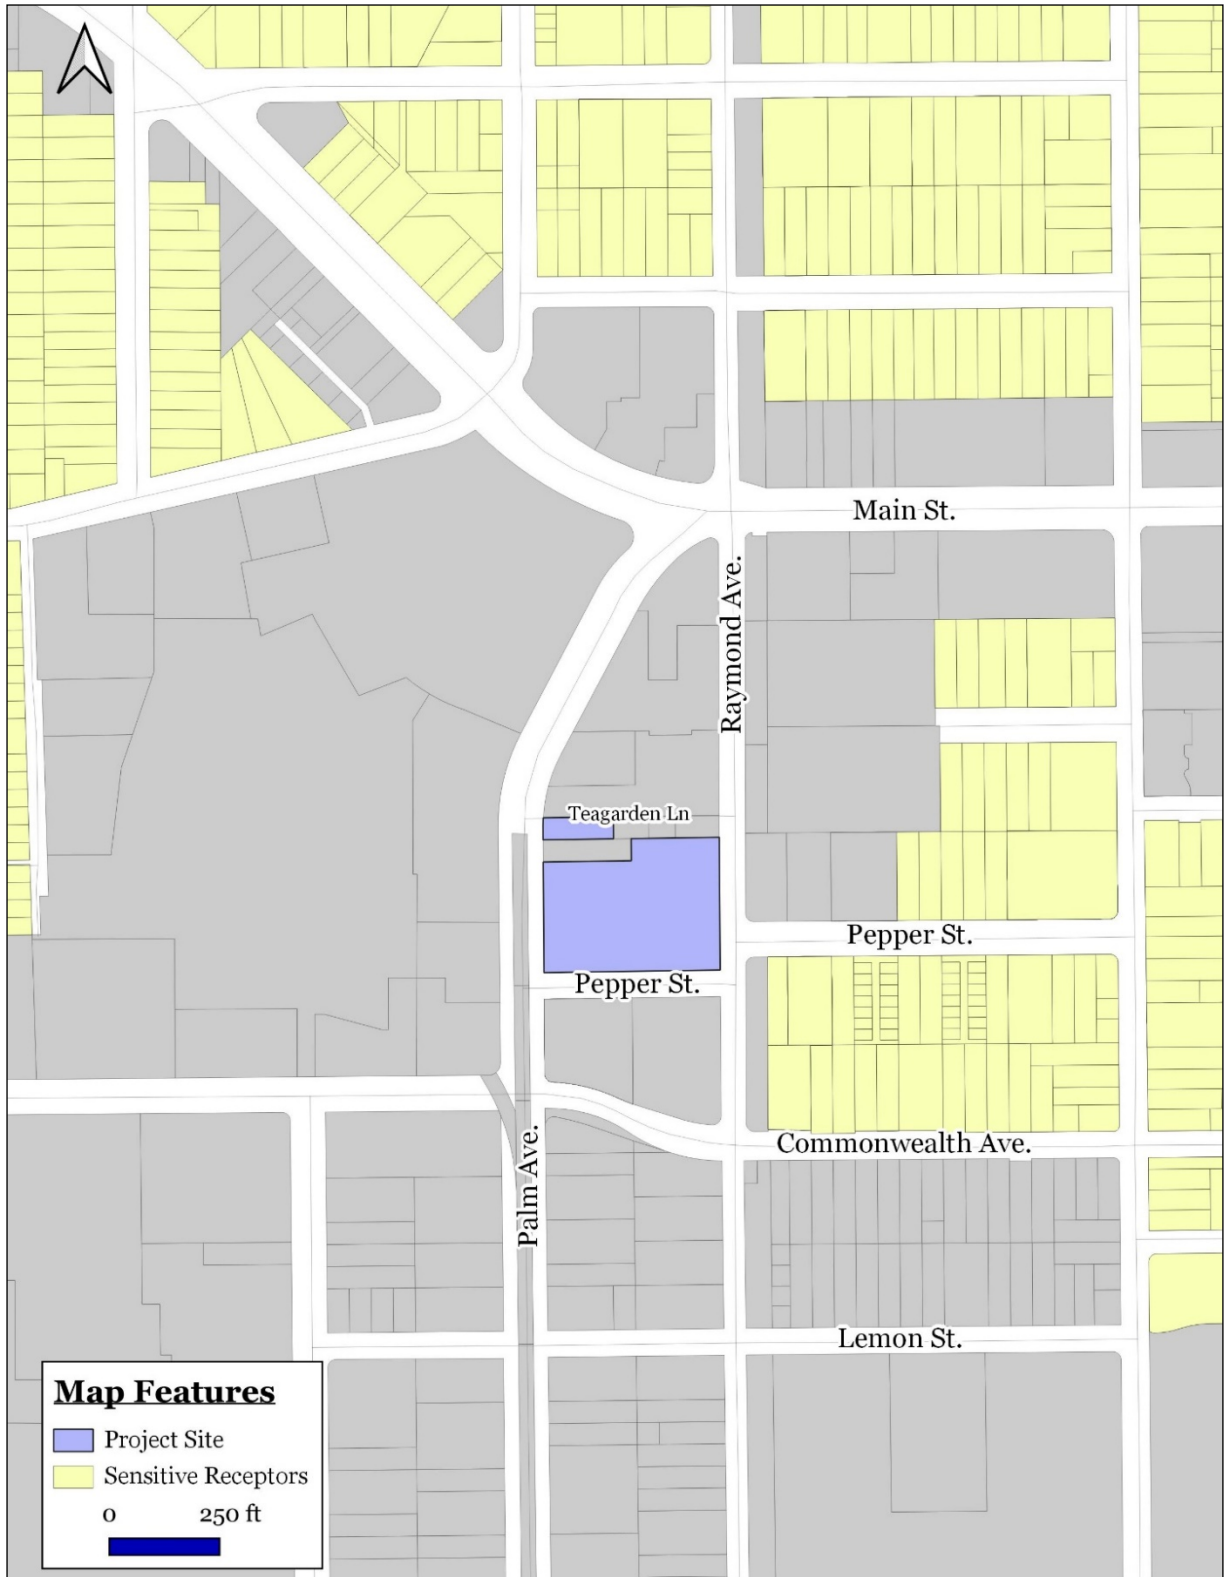 Main St.
Raymond Ave.
Teagarden Ln
Pepper St.
Pepper St.
Commonwealth Ave.
Palm Ave.
Lemon St.
Map Features
Project Site
Sensitive Receptors
0 250 ft